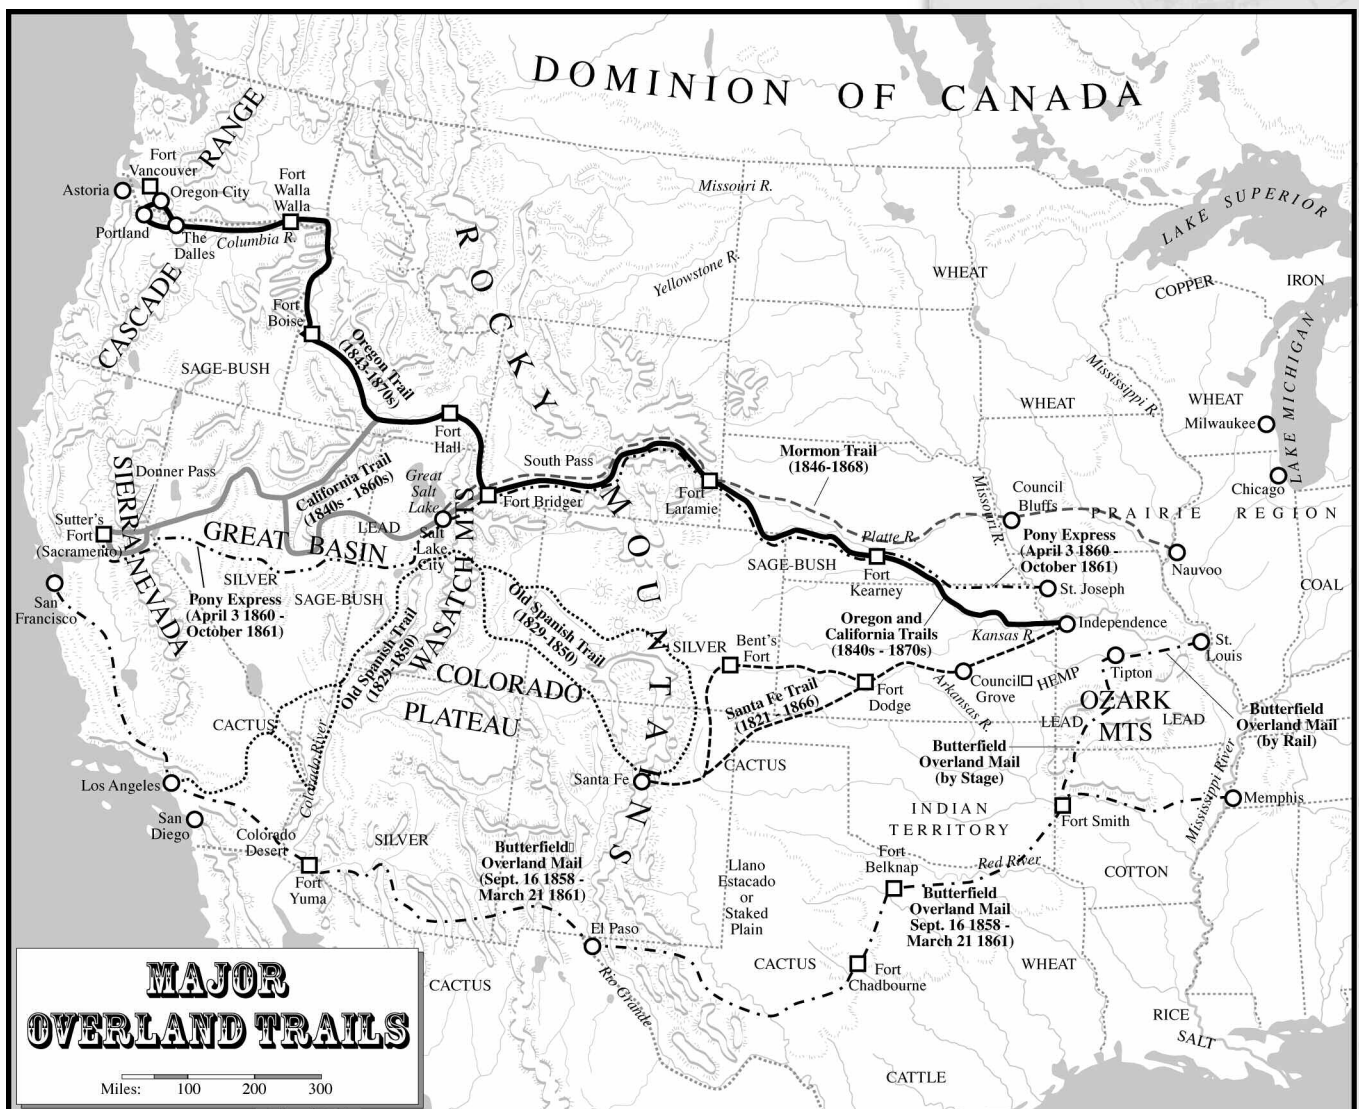 DOMINION OF CANADA
CASCADE RANGE
Fort
Vancouver
Astoria
Oregon City
Portland
The
Dalles
Columbia R.
Fort
Walla
Walla
ROCKY MOUNTAINS
Missouri R.
Yellowstone R.
LAKE SUPERIOR
WHEAT
COPPER
IRON
LAKE MICHIGAN
Fort
Boise
Oregon Trail
(1843-1870s)
SAGE-BUSH
Mississippi R.
WHEAT
WHEAT
Milwaukee
Chicago
Fort
Hall
South Pass
Fort Bridger
Mormon Trail
(1846-1868)
Fort
Laramie
Missouri R.
Council
Bluffs
PRAIRIE REGION
SIERRA NEVADA
Donner Pass
California Trail
(1840s - 1860s)
Great
Salt
Lake
Sutter's
Fort
(Sacramento)
GREAT BASIN
LEAD
Salt
Lake
City
WASATCH MTS
Platte R.
SAGE-BUSH
Fort
Kearney
Pony Express
(April 3 1860 -
October 1861)
Nauvoo
St. Joseph
COAL
San
Francisco
SILVER
Pony Express
(April 3 1860 -
October 1861)
SAGE-BUSH
Old Spanish Trail
(1829-1850)
Old Spanish Trail
(1829-1850)
Oregon and
California Trails
(1840s - 1870s)
Kansas R.
Independence
SILVER
Bent's
Fort
COLORADO
PLATEAU
Santa Fe Trail
(1821 - 1866)
Fort
Dodge
Arkansas R.
Council
Grove
HEMP
Tipton
St.
Louis
OZARK
MTS
LEAD
LEAD
Butterfield
Overland Mail
(by Rail)
CACTUS
Colorado River
Butterfield
Overland Mail
(by Stage)
CACTUS
Santa Fe
Los Angeles
San
Diego
Colorado
Desert
SILVER
INDIAN
TERRITORY
Fort Smith
Mississippi River
Memphis
Fort
Yuma
Butterfield
Overland Mail
(Sept. 16 1858 -
March 21 1861)
Llano
Estacado
or
Staked
Plain
Fort
Belknap
Red River
COTTON
Butterfield
Overland Mail
Sept. 16 1858 -
March 21 1861)
El Paso
Rio Grande
CACTUS
CACTUS
Fort
Chadbourne
WHEAT
RICE
SALT
CATTLE
MAJOR
OVERLAND TRAILS
Miles: 100 200 300